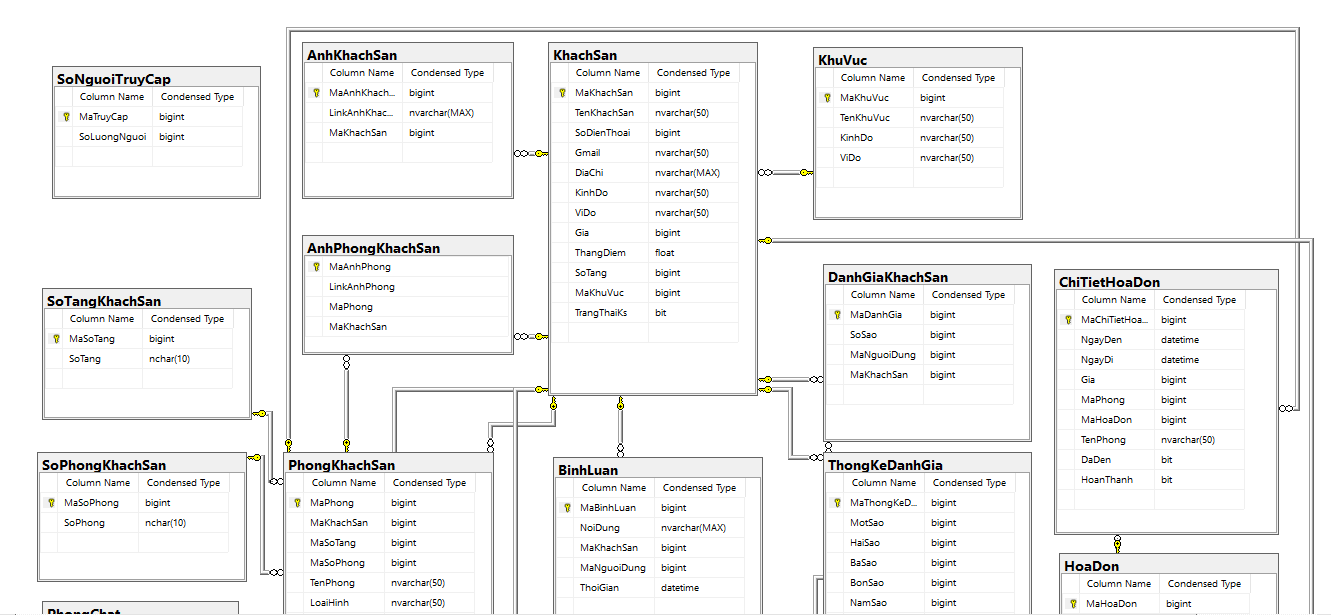 SoNguoiTruyCap
Column Name Condensed Type
MaTruyCap bigint
SoLuongNguoi bigint
AnhKhachSan
Column Name Condensed Type
MaAnhKhach... bigint
LinkAnhKhac... nvarchar(MAX)
MaKhachSan bigint
KhachSan
Column Name Condensed Type
MaKhachSan bigint
TenKhachSan nvarchar(50)
SoDienThoai bigint
Gmail nvarchar(50)
DiaChi nvarchar(MAX)
KinhDo nvarchar(50)
ViDo nvarchar(50)
Gia bigint
ThangDiem float
SoTang bigint
MaKhuVuc bigint
TrangThaiKs bit
KhuVuc
Column Name Condensed Type
MaKhuVuc bigint
TenKhuVuc nvarchar(50)
KinhDo nvarchar(50)
ViDo nvarchar(50)
AnhPhongKhachSan
MaAnhPhong
LinkAnhPhong
MaPhong
MaKhachSan
SoTangKhachSan
Column Name Condensed Type
MaSoTang bigint
SoTang nchar(10)
DanhGiaKhachSan
Column Name Condensed Type
MaDanhGia bigint
SoSao bigint
MaNguoiDung bigint
MaKhachSan bigint
ChiTietHoaDon
Column Name Condensed Type
MaChiTietHoa... bigint
NgayDen datetime
NgayDi datetime
Gia bigint
MaPhong bigint
MaHoaDon bigint
TenPhong nvarchar(50)
DaDen bit
HoanThanh bit
SoPhongKhachSan
Column Name Condensed Type
MaSoPhong bigint
SoPhong nchar(10)
PhongKhachSan
Column Name Condensed Type
MaPhong bigint
MaKhachSan bigint
MaSoTang bigint
MaSoPhong bigint
TenPhong nvarchar(50)
LoaiHinh nvarchar(50)
BinhLuan
Column Name Condensed Type
MaBinhLuan bigint
NoiDung nvarchar(MAX)
MaKhachSan bigint
MaNguoiDung bigint
ThoiGian datetime
ThongKeDanhGia
Column Name Condensed Type
MaThongKeD... bigint
MotSao bigint
HaiSao bigint
BaSao bigint
BonSao bigint
NamSao bigint
HoaDon
Column Name Condensed Type
MaHoaDon bigint
PhongChat